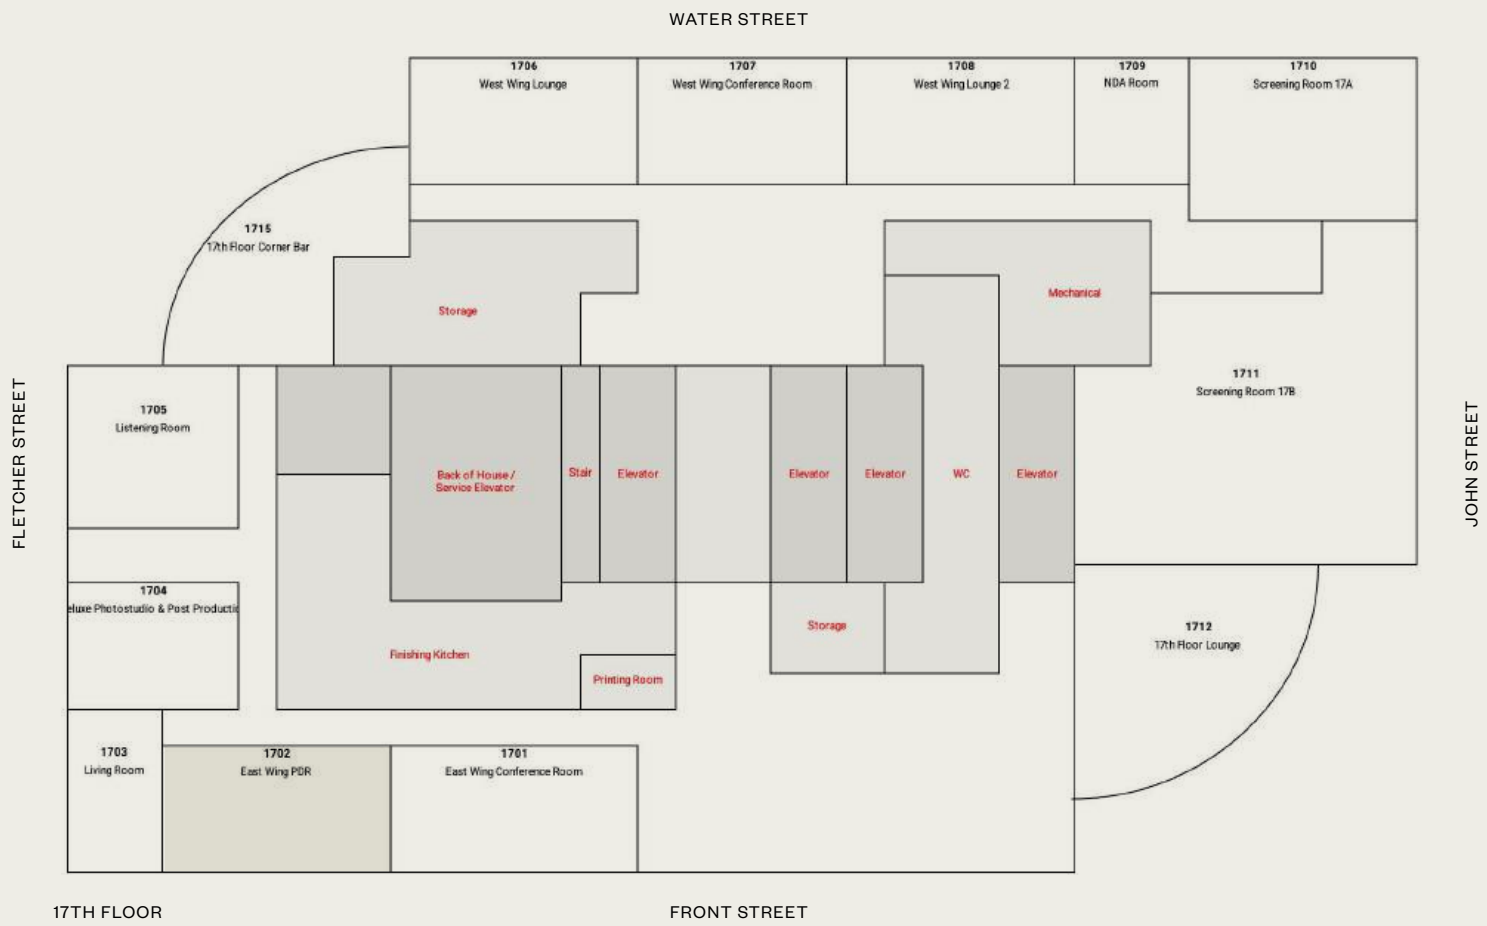 WATER STREET
1706
West Wing Lounge
1707
West Wing Conference Room
1708
West Wing Lounge 2
1709
NDA Room
1710
Screening Room 17A
1715
17th Floor Corner Bar
Storage
Mechanical
FLETCHER STREET
1705
Listening Room
Back of House /
Service Elevator
Stair
Elevator
Elevator
Elevator
WC
Elevator
1711
Screening Room 17B
JOHN STREET
1704
eluxe Photostudio & Post Productic
Finishing Kitchen
Printing Room
Storage
1712
17th Floor Lounge
1703
Living Room
1702
East Wing PDR
1701
East Wing Conference Room
17TH FLOOR
FRONT STREET